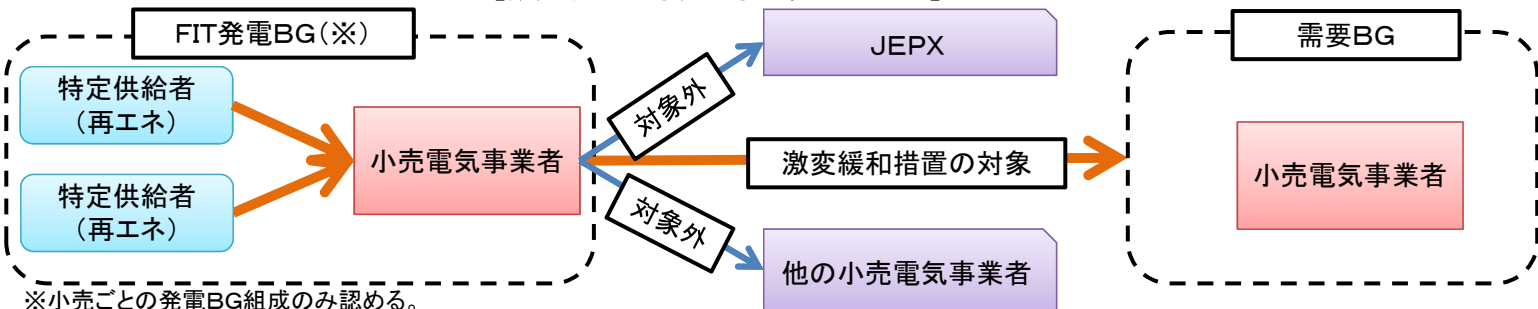 FIT発電BG(※)
特定供給者
(再エネ)
特定供給者
(再エネ)
小売電気事業者
対象外
激変緩和措置の対象
対象外
JEPX
他の小売電気事業者
需要BG
小売電気事業者
※小売ごとの発電BG組成のみ認める。